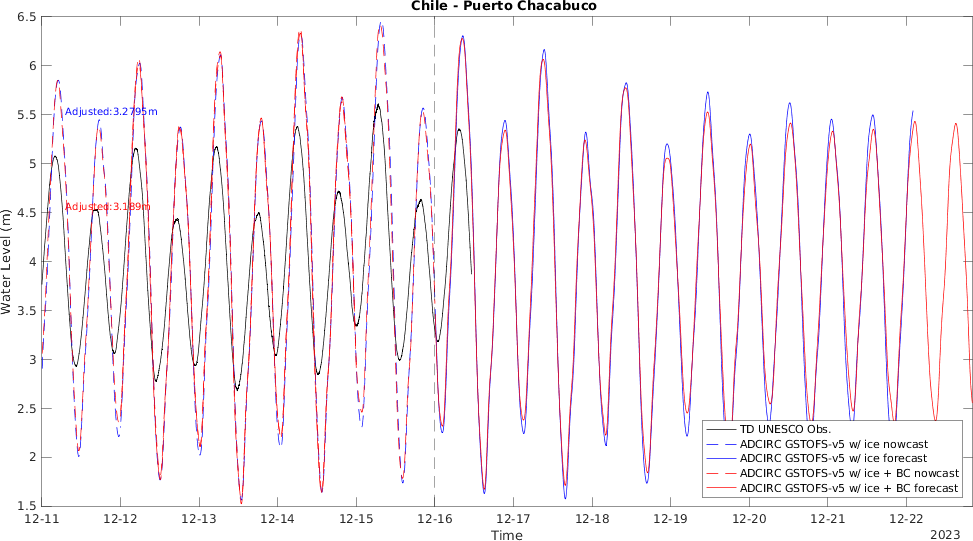 Chile - Puerto Chacabuco
6.5
6
5.5
5
4.5
4
3.5
3
2.5
2
1.5
Water Level (m)
Adjusted:3.2795m
Adjusted:3.189m
TD UNESCO Obs.
ADCIRC GSTOFS-v5 w/ ice nowcast
ADCIRC GSTOFS-v5 w/ ice forecast
ADCIRC GSTOFS-v5 w/ ice + BC nowcast
ADCIRC GSTOFS-v5 w/ ice + BC forecast
12-11 12-12 12-13 12-14 12-15 12-16 12-17 12-18 12-19 12-20 12-21 12-22
Time
2023